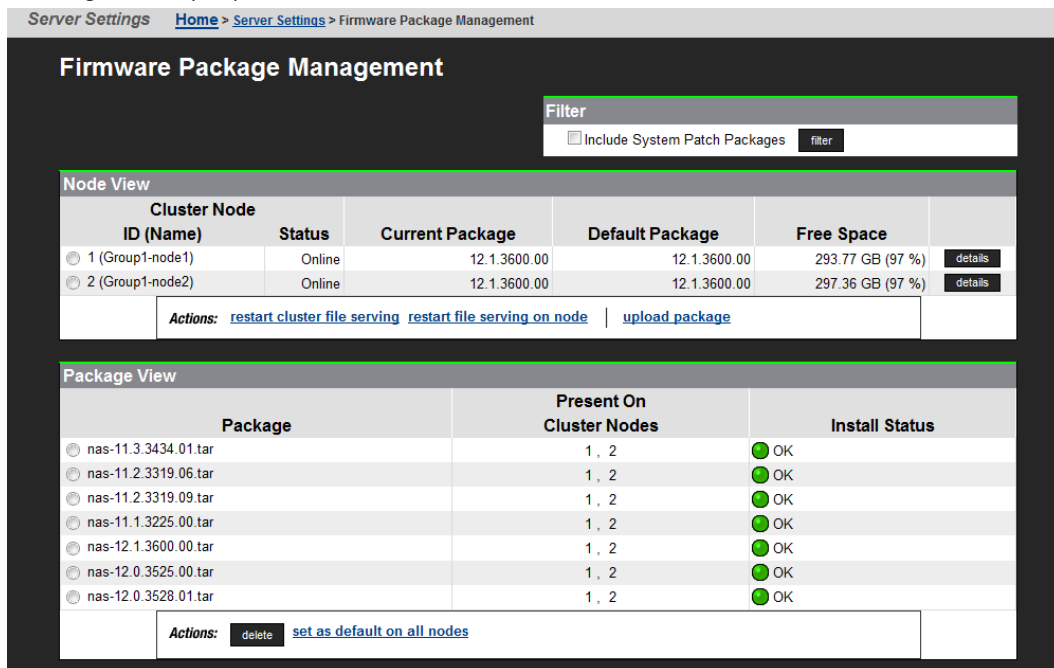 Server Settings Home > Server Settings > Firmware Package Management
Firmware Package Management
Filter
Include System Patch Packages filter
Node View
Cluster Node
ID (Name) Status Current Package Default Package Free Space
1 (Group1-node1) Online 12.1.3600.00 12.1.3600.00 293.77 GB (97 %) details
2 (Group1-node2) Online 12.1.3600.00 12.1.3600.00 297.36 GB (97 %) details
Actions: restart cluster file serving restart file serving on node | upload package
Package View
Present On
Package Cluster Nodes Install Status
nas-11.3.3434.01.tar 1 , 2 OK
nas-11.2.3319.06.tar 1 , 2 OK
nas-11.2.3319.09.tar 1 , 2 OK
nas-11.1.3225.00.tar 1 , 2 OK
nas-12.1.3600.00.tar 1 , 2 OK
nas-12.0.3525.00.tar 1 , 2 OK
nas-12.0.3528.01.tar 1 , 2 OK
Actions: delete set as default on all nodes